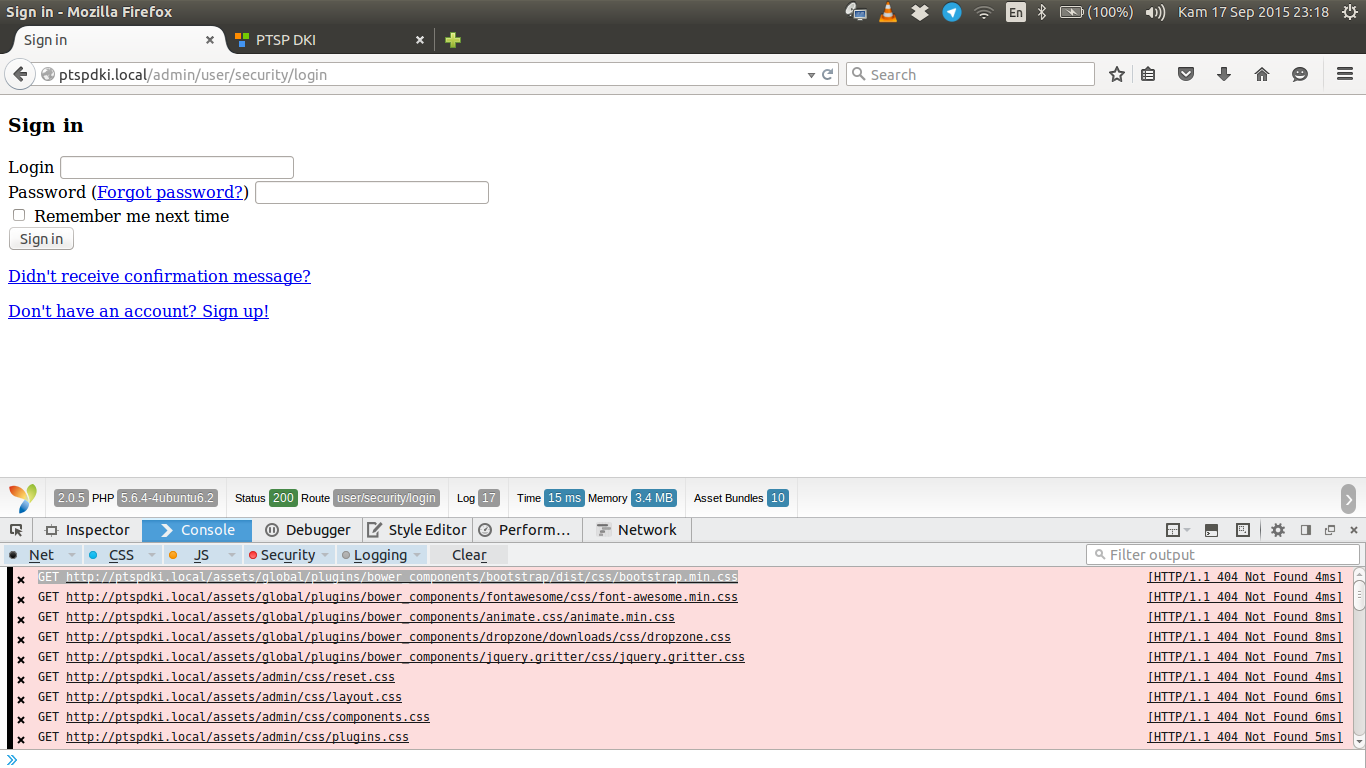 Sign in - Mozilla Firefox
En
(100%)
Kam 17 Sep 2015 23:18
Sign in
PTSP DKI
ptspdki.local/admin/user/security/login
Search
Sign in
Login
Password (Forgot password?)
Remember me next time
Sign in
Didn't receive confirmation message?
Don't have an account? Sign up!
2.0.5 PHP 5.6.4-4ubuntu6.2 Status 200 Route user/security/login Log 17 Time 15 ms Memory 3.4 MB Asset Bundles 10
Inspector Console Debugger Style Editor Perform… Network
Net CSS JS Security Logging Clear Filter output
GET http://ptspdki.local/assets/global/plugins/bower_components/bootstrap/dist/css/bootstrap.min.css [HTTP/1.1 404 Not Found 4ms]
GET http://ptspdki.local/assets/global/plugins/bower_components/fontawesome/css/font-awesome.min.css [HTTP/1.1 404 Not Found 4ms]
GET http://ptspdki.local/assets/global/plugins/bower_components/animate.css/animate.min.css [HTTP/1.1 404 Not Found 8ms]
GET http://ptspdki.local/assets/global/plugins/bower_components/dropzone/downloads/css/dropzone.css [HTTP/1.1 404 Not Found 8ms]
GET http://ptspdki.local/assets/global/plugins/bower_components/jquery.gritter/css/jquery.gritter.css [HTTP/1.1 404 Not Found 7ms]
GET http://ptspdki.local/assets/admin/css/reset.css [HTTP/1.1 404 Not Found 4ms]
GET http://ptspdki.local/assets/admin/css/layout.css [HTTP/1.1 404 Not Found 6ms]
GET http://ptspdki.local/assets/admin/css/components.css [HTTP/1.1 404 Not Found 6ms]
GET http://ptspdki.local/assets/admin/css/plugins.css [HTTP/1.1 404 Not Found 5ms]